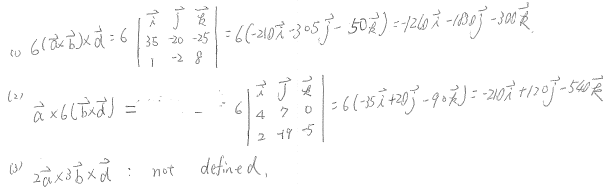 (1) 6(a⃗×b⃗)×d⃗ = 6 | i⃗ j⃗ k⃗ ; 35 -20 -25 ; 1 -2 8 | = 6(-210i⃗ -305j⃗ - 50k⃗) = -1260i⃗ - 1830j⃗ - 300k⃗.
(2) a⃗×6(b⃗×d⃗) = ... ... - = 6 | i⃗ j⃗ k⃗ ; 4 7 0 ; 2 -19 -5 | = 6(-35i⃗ + 20j⃗ - 90k⃗) = -210i⃗ + 120j⃗ - 540k⃗
(3) 2a⃗×3b⃗×d⃗ : not defined.